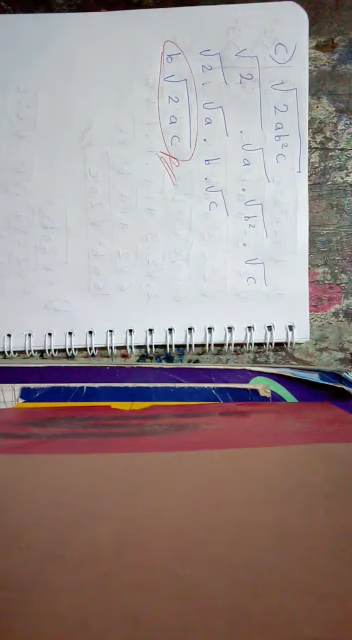 c) √2ab²c
√2 . √a . √b² . √c
√2 . √a . b . √c
b √2ac